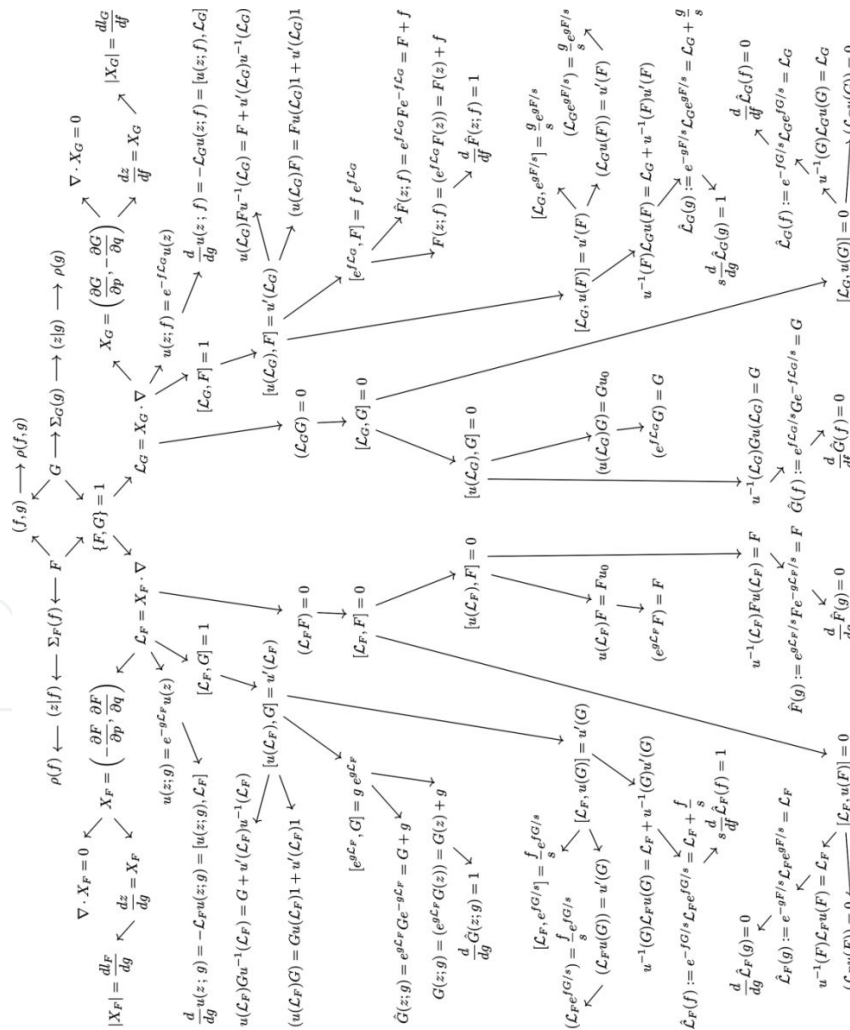 (f, g) ⟶ ρ(f, g)
ρ(f) ⟵ (z|f) ⟵ Σ_F(f) ⟵ F
G ⟶ Σ_G(g) ⟶ (z|g) ⟶ ρ(g)
{F, G} = 1
∇ · X_F = 0
X_F = (−∂F/∂p, ∂F/∂q)
|X_F| = dl_F/dg
dz/dg = X_F
ℒ_F = X_F · ∇
u(z; g) = e^{−gℒ_F} u(z)
d/dg u(z; g) = −ℒ_F u(z; g) = [u(z; g), ℒ_F]
[ℒ_F, G] = 1
u(ℒ_F)Gu^{−1}(ℒ_F) = G + u'(ℒ_F)u^{−1}(ℒ_F)
[u(ℒ_F), G] = u'(ℒ_F)
(u(ℒ_F)G) = Gu(ℒ_F)1 + u'(ℒ_F)1
[e^{gℒ_F}, G] = g e^{gℒ_F}
Ĝ(z; g) = e^{gℒ_F} G e^{−gℒ_F} = G + g
G(z; g) = (e^{gℒ_F} G(z)) = G(z) + g
d/dg Ĝ(z; g) = 1
(ℒ_F F) = 0
[ℒ_F, F] = 0
[u(ℒ_F), F] = 0
u(ℒ_F)F = Fu_0
(e^{gℒ_F} F) = F
u^{−1}(ℒ_F)Fu(ℒ_F) = F
F̂(g) := e^{gℒ_F/s} F e^{−gℒ_F/s} = F
d/dg F̂(g) = 0
[ℒ_F, e^{fG/s}] = f/s e^{fG/s}
[ℒ_F, u(G)] = u'(G)
(ℒ_F e^{fG/s}) = f/s e^{fG/s}
(ℒ_F u(G)) = u'(G)
u^{−1}(G)ℒ_F u(G) = ℒ_F + u^{−1}(G)u'(G)
ℒ̂_F(f) := e^{−fG/s} ℒ_F e^{fG/s} = ℒ_F + f/s
s d/df ℒ̂_F(f) = 1
d/dg ℒ̂_F(g) = 0
ℒ̂_F(g) := e^{−gF/s} ℒ_F e^{gF/s} = ℒ_F
u^{−1}(F)ℒ_F u(F) = ℒ_F
[ℒ_F, u(F)] = 0
(ℒ_F u(F)) = 0
∇ · X_G = 0
X_G = (∂G/∂p, −∂G/∂q)
|X_G| = dl_G/df
dz/df = X_G
ℒ_G = X_G · ∇
u(z; f) = e^{−fℒ_G} u(z)
d/dg u(z ; f) = −ℒ_G u(z; f) = [u(z; f), ℒ_G]
[ℒ_G, F] = 1
u(ℒ_G)Fu^{−1}(ℒ_G) = F + u'(ℒ_G)u^{−1}(ℒ_G)
[u(ℒ_G), F] = u'(ℒ_G)
(u(ℒ_G)F) = Fu(ℒ_G)1 + u'(ℒ_G)1
[e^{fℒ_G}, F] = f e^{fℒ_G}
F̂(z; f) = e^{fℒ_G} F e^{−fℒ_G} = F + f
F(z; f) = (e^{fℒ_G} F(z)) = F(z) + f
d/df F̂(z; f) = 1
(ℒ_G G) = 0
[ℒ_G, G] = 0
[u(ℒ_G), G] = 0
(u(ℒ_G)G) = Gu_0
(e^{fℒ_G} G) = G
u^{−1}(ℒ_G)Gu(ℒ_G) = G
Ĝ(f) := e^{fℒ_G/s} G e^{−fℒ_G/s} = G
d/df Ĝ(f) = 0
[ℒ_G, e^{gF/s}] = g/s e^{gF/s}
[ℒ_G, u(F)] = u'(F)
(ℒ_G e^{gF/s}) = g/s e^{gF/s}
(ℒ_G u(F)) = u'(F)
u^{−1}(F)ℒ_G u(F) = ℒ_G + u^{−1}(F)u'(F)
ℒ̂_G(g) := e^{−gF/s} ℒ_G e^{gF/s} = ℒ_G + g/s
s d/dg ℒ̂_G(g) = 1
d/df ℒ̂_G(f) = 0
ℒ̂_G(f) := e^{−fG/s} ℒ_G e^{fG/s} = ℒ_G
u^{−1}(G)ℒ_G u(G) = ℒ_G
[ℒ_G, u(G)] = 0